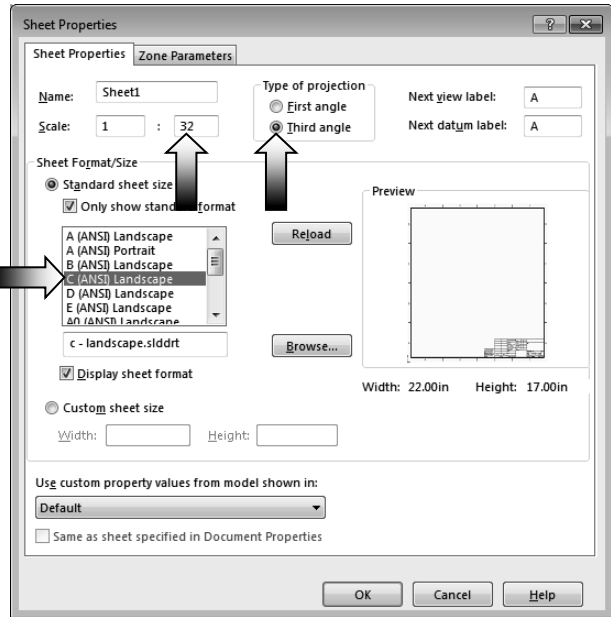 Sheet Properties
Sheet Properties Zone Parameters
Name: Sheet1
Scale: 1 : 32
Type of projection
First angle
Third angle
Next view label: A
Next datum label: A
Sheet Format/Size
Standard sheet size
Only show standard format
A (ANSI) Landscape
A (ANSI) Portrait
B (ANSI) Landscape
C (ANSI) Landscape
D (ANSI) Landscape
E (ANSI) Landscape
A0 (ANSI) Landscape
Reload
c - landscape.slddrt
Browse...
Display sheet format
Custom sheet size
Width: Height:
Preview
Width: 22.00in Height: 17.00in
Use custom property values from model shown in:
Default
Same as sheet specified in Document Properties
OK Cancel Help